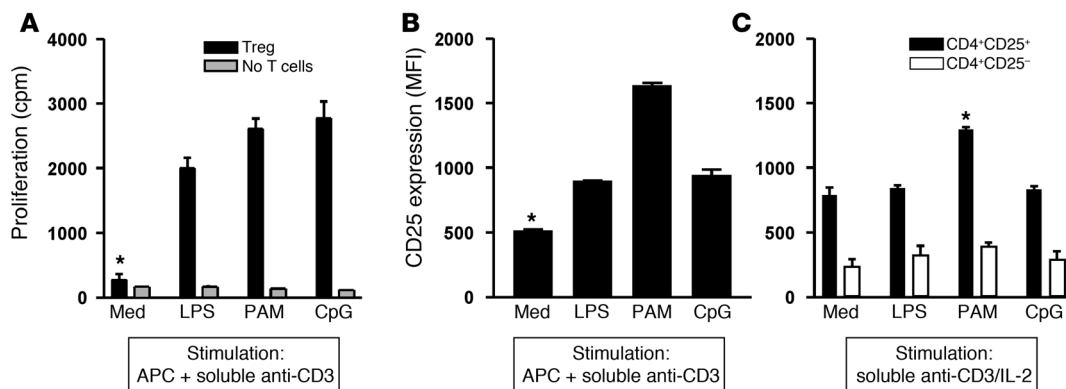 A
Proliferation (cpm)
4000
3000
2000
1000
0
Treg
No T cells
*
Med LPS PAM CpG
Stimulation:
APC + soluble anti-CD3
B
CD25 expression (MFI)
2000
1500
1000
500
0
*
Med LPS PAM CpG
Stimulation:
APC + soluble anti-CD3
C
2000
1500
1000
500
0
CD4⁺CD25⁺
CD4⁺CD25⁻
*
Med LPS PAM CpG
Stimulation:
soluble anti-CD3/IL-2